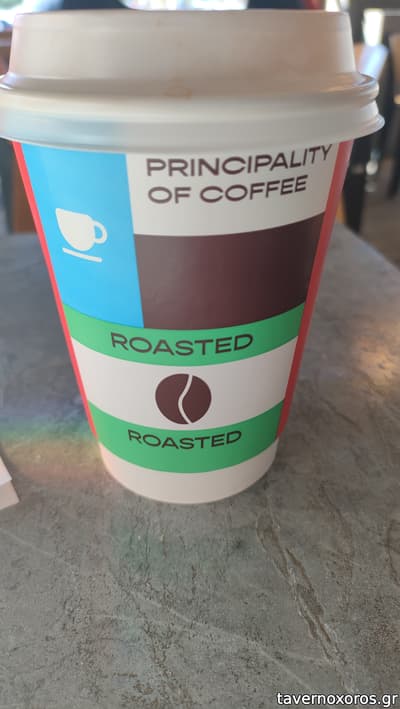 PRINCIPALITY
OF COFFEE
ROASTED
ROASTED
tavernoxoros.gr